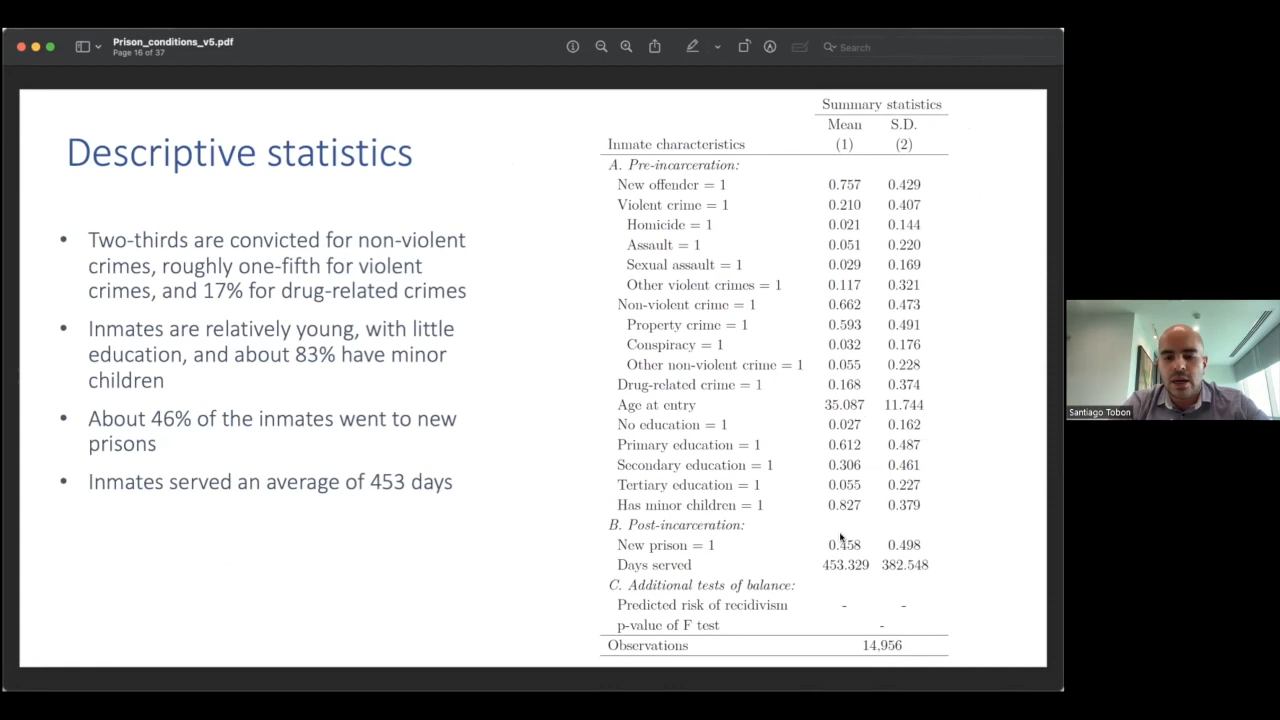 Prison_conditions_v5.pdf
Page 16 of 37
Search
Descriptive statistics
• Two-thirds are convicted for non-violent
crimes, roughly one-fifth for violent
crimes, and 17% for drug-related crimes
• Inmates are relatively young, with little
education, and about 83% have minor
children
• About 46% of the inmates went to new
prisons
• Inmates served an average of 453 days
Summary statistics
Mean S.D.
Inmate characteristics (1) (2)
A. Pre-incarceration:
New offender = 1 0.757 0.429
Violent crime = 1 0.210 0.407
Homicide = 1 0.021 0.144
Assault = 1 0.051 0.220
Sexual assault = 1 0.029 0.169
Other violent crimes = 1 0.117 0.321
Non-violent crime = 1 0.662 0.473
Property crime = 1 0.593 0.491
Conspiracy = 1 0.032 0.176
Other non-violent crime = 1 0.055 0.228
Drug-related crime = 1 0.168 0.374
Age at entry 35.087 11.744
No education = 1 0.027 0.162
Primary education = 1 0.612 0.487
Secondary education = 1 0.306 0.461
Tertiary education = 1 0.055 0.227
Has minor children = 1 0.827 0.379
B. Post-incarceration:
New prison = 1 0.458 0.498
Days served 453.329 382.548
C. Additional tests of balance:
Predicted risk of recidivism - -
p-value of F test -
Observations 14,956
Santiago Tobon